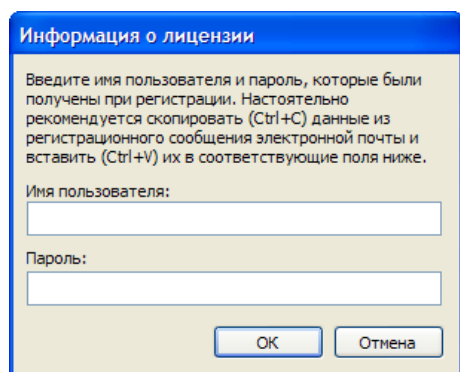 Информация о лицензии
Введите имя пользователя и пароль, которые были
получены при регистрации. Настоятельно
рекомендуется скопировать (Ctrl+C) данные из
регистрационного сообщения электронной почты и
вставить (Ctrl+V) их в соответствующие поля ниже.
Имя пользователя:
Пароль:
OK Отмена